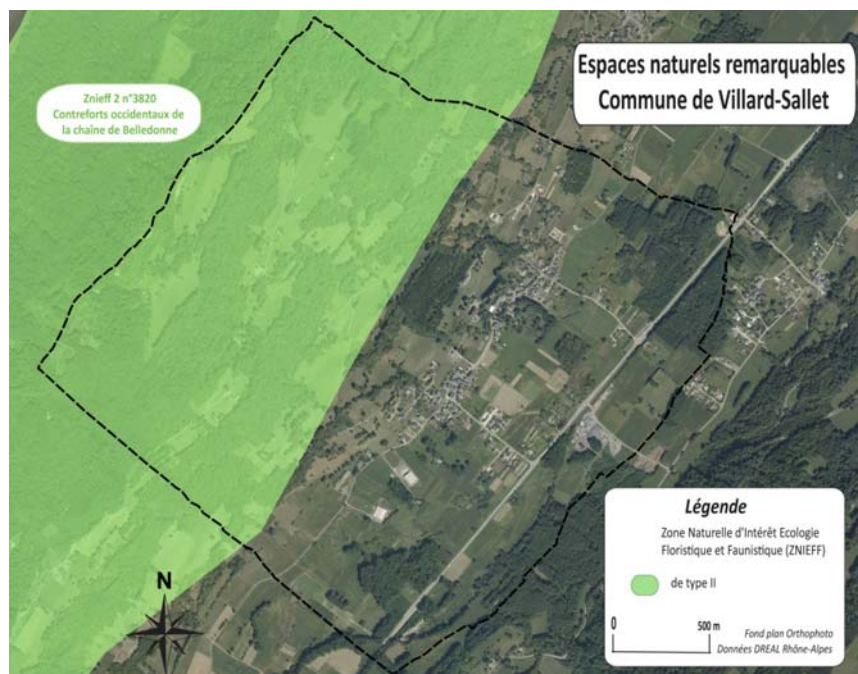 Espaces naturels remarquables
Commune de Villard-Sallet
Znieff 2 n°3820
Contreforts occidentaux de
la chaîne de Belledonne
N
Légende
Zone Naturelle d'Intérêt Ecologie
Floristique et Faunistique (ZNIEFF)
de type II
0 500 m
Fond plan Orthophoto
Données DREAL Rhône-Alpes